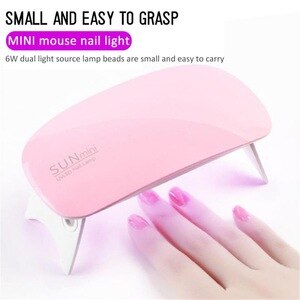 SMALL AND EASY TO GRASP
MINI mouse nail light
6W dual light source lamp beads are small and easy to carry
SUNmini